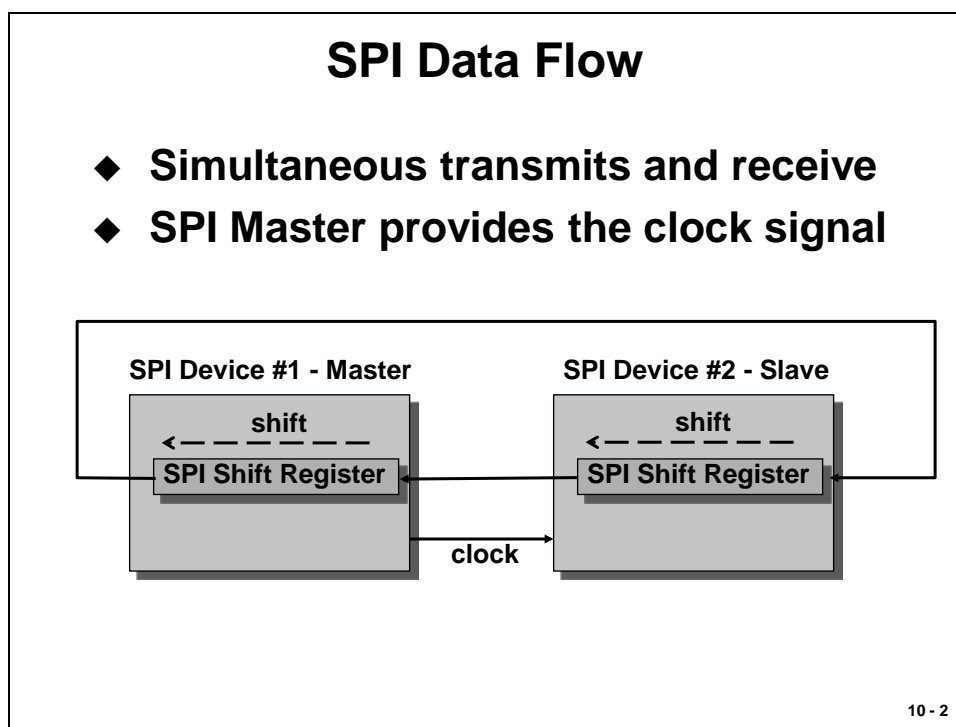 SPI Data Flow
◆ Simultaneous transmits and receive
◆ SPI Master provides the clock signal
SPI Device #1 - Master
SPI Device #2 - Slave
shift
shift
SPI Shift Register
SPI Shift Register
clock
10 - 2